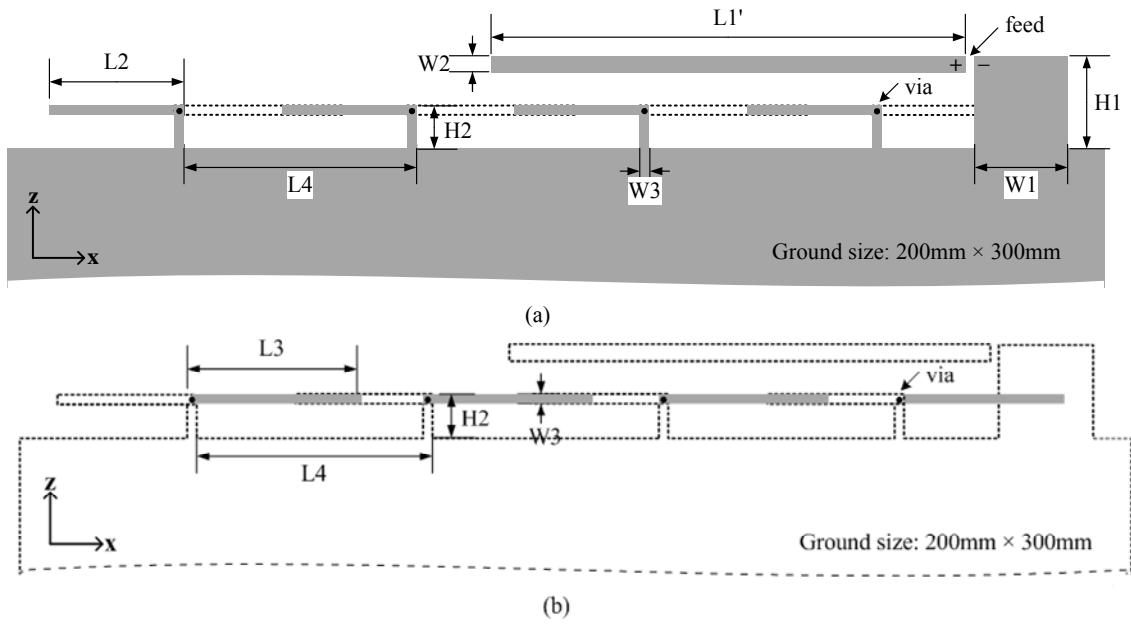 L1'
feed
L2
W2
+ −
via
H1
H2
L4
W3
W1
z
x
Ground size: 200mm × 300mm
(a)
L3
via
H2
W3
L4
z
x
Ground size: 200mm × 300mm
(b)